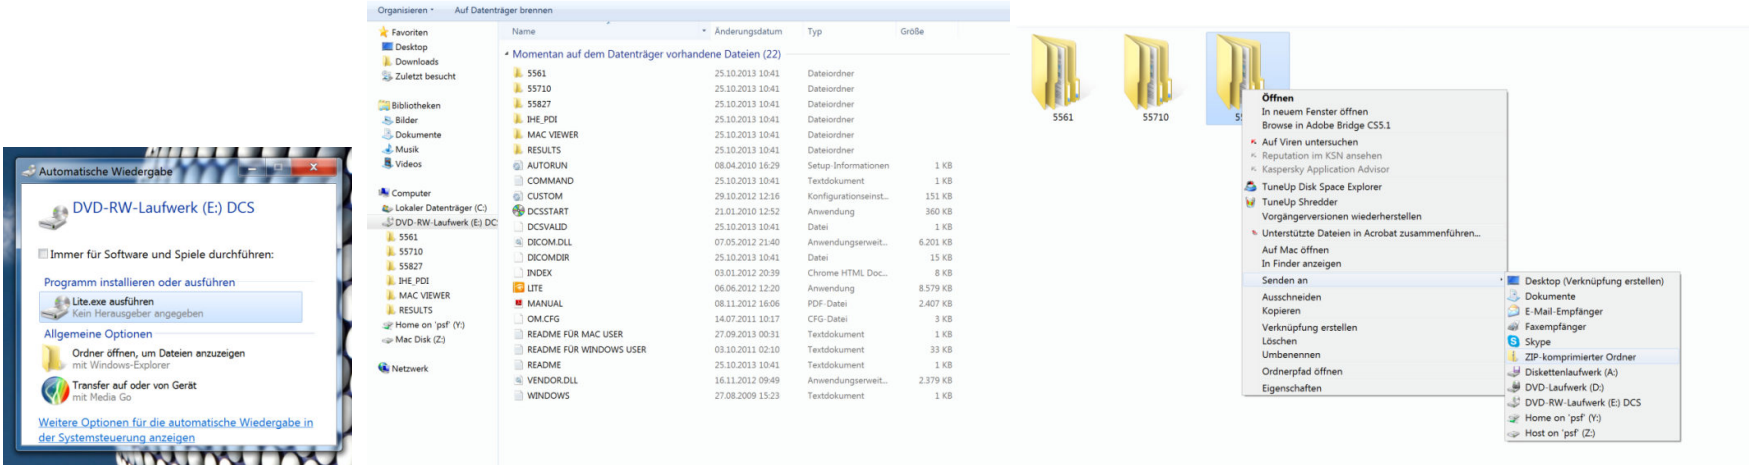 Automatische Wiedergabe
DVD-RW-Laufwerk (E:) DCS
Immer für Software und Spiele durchführen:
Programm installieren oder ausführen
Lite.exe ausführen
Kein Herausgeber angegeben
Allgemeine Optionen
Ordner öffnen, um Dateien anzuzeigen
mit Windows-Explorer
Transfer auf oder von Gerät
mit Media Go
Weitere Optionen für die automatische Wiedergabe in
der Systemsteuerung anzeigen
Organisieren
Auf Datenträger brennen
Favoriten
Desktop
Downloads
Zuletzt besucht
Bibliotheken
Bilder
Dokumente
Musik
Videos
Computer
Lokaler Datenträger (C:)
DVD-RW-Laufwerk (E:) DC
5561
55710
55827
IHE_PDI
MAC VIEWER
RESULTS
Home on 'psf' (Y:)
Mac Disk (Z:)
Netzwerk
Name Änderungsdatum Typ Größe
Momentan auf dem Datenträger vorhandene Dateien (22)
5561 25.10.2013 10:41 Dateiordner
55710 25.10.2013 10:41 Dateiordner
55827 25.10.2013 10:41 Dateiordner
IHE_PDI 25.10.2013 10:41 Dateiordner
MAC VIEWER 25.10.2013 10:41 Dateiordner
RESULTS 25.10.2013 10:41 Dateiordner
AUTORUN 08.04.2010 16:29 Setup-Informationen 1 KB
COMMAND 25.10.2013 10:41 Textdokument 1 KB
CUSTOM 29.10.2012 12:16 Konfigurationseinst... 151 KB
DCSSTART 21.01.2010 12:52 Anwendung 360 KB
DCSVALID 25.10.2013 10:41 Datei 1 KB
DICOM.DLL 07.05.2012 21:40 Anwendungserweit... 6.201 KB
DICOMDIR 25.10.2013 10:41 Datei 15 KB
INDEX 03.01.2012 20:39 Chrome HTML Doc... 8 KB
LITE 06.06.2012 12:20 Anwendung 8.579 KB
MANUAL 08.11.2012 16:06 PDF-Datei 2.407 KB
OM.CFG 14.07.2011 10:17 CFG-Datei 3 KB
README FÜR MAC USER 27.09.2013 00:31 Textdokument 1 KB
README FÜR WINDOWS USER 03.10.2011 02:10 Textdokument 33 KB
README 25.10.2013 10:41 Textdokument 1 KB
VENDOR.DLL 16.11.2012 09:49 Anwendungserweit... 2.379 KB
WINDOWS 27.08.2009 15:23 Textdokument 1 KB
5561
55710
55
Öffnen
In neuem Fenster öffnen
Browse in Adobe Bridge CS5.1
Auf Viren untersuchen
Reputation im KSN ansehen
Kaspersky Application Advisor
TuneUp Disk Space Explorer
TuneUp Shredder
Vorgängerversionen wiederherstellen
Unterstützte Dateien in Acrobat zusammenführen...
Auf Mac öffnen
In Finder anzeigen
Senden an
Ausschneiden
Kopieren
Verknüpfung erstellen
Löschen
Umbenennen
Ordnerpfad öffnen
Eigenschaften
Desktop (Verknüpfung erstellen)
Dokumente
E-Mail-Empfänger
Faxempfänger
Skype
ZIP-komprimierter Ordner
Diskettenlaufwerk (A:)
DVD-Laufwerk (D:)
DVD-RW-Laufwerk (E:) DCS
Home on 'psf' (Y:)
Host on 'psf' (Z:)